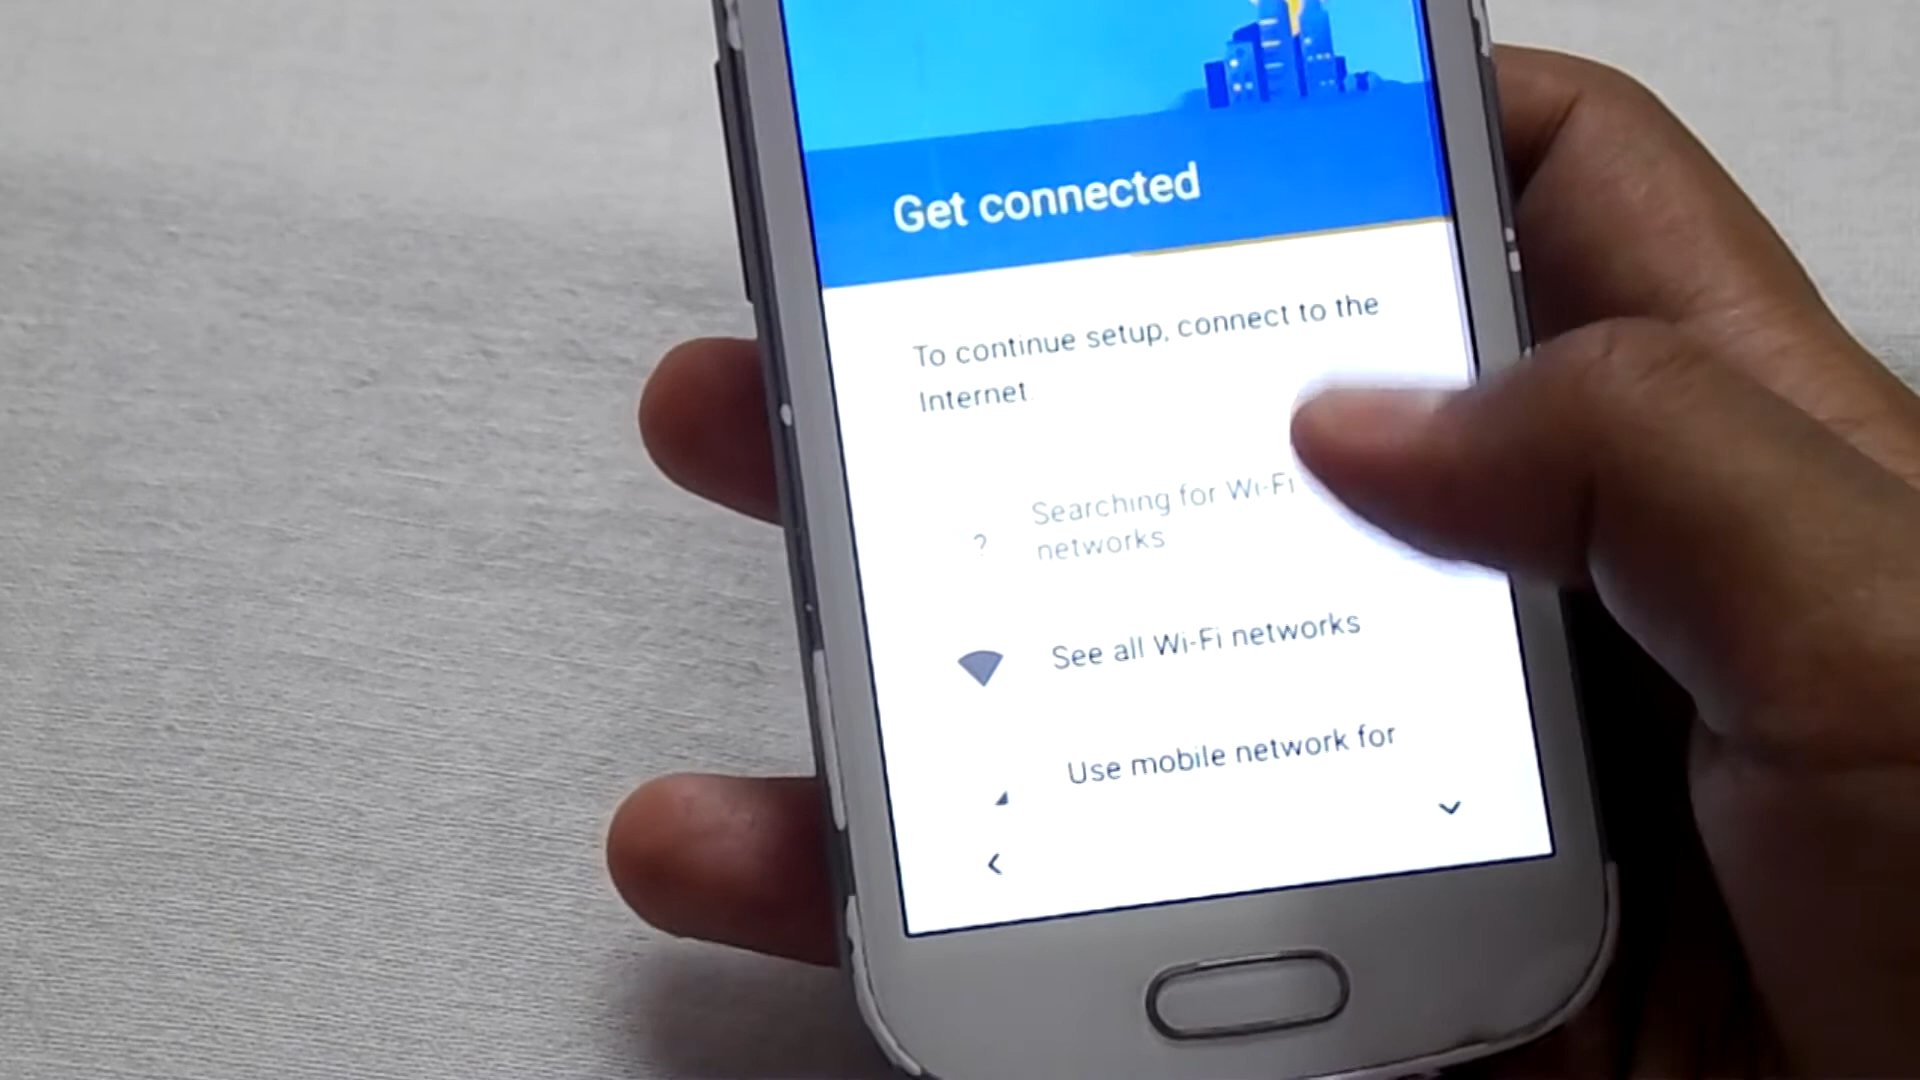 Get connected
To continue setup, connect to the
Internet
Searching for Wi-Fi
networks
See all Wi-Fi networks
Use mobile network for